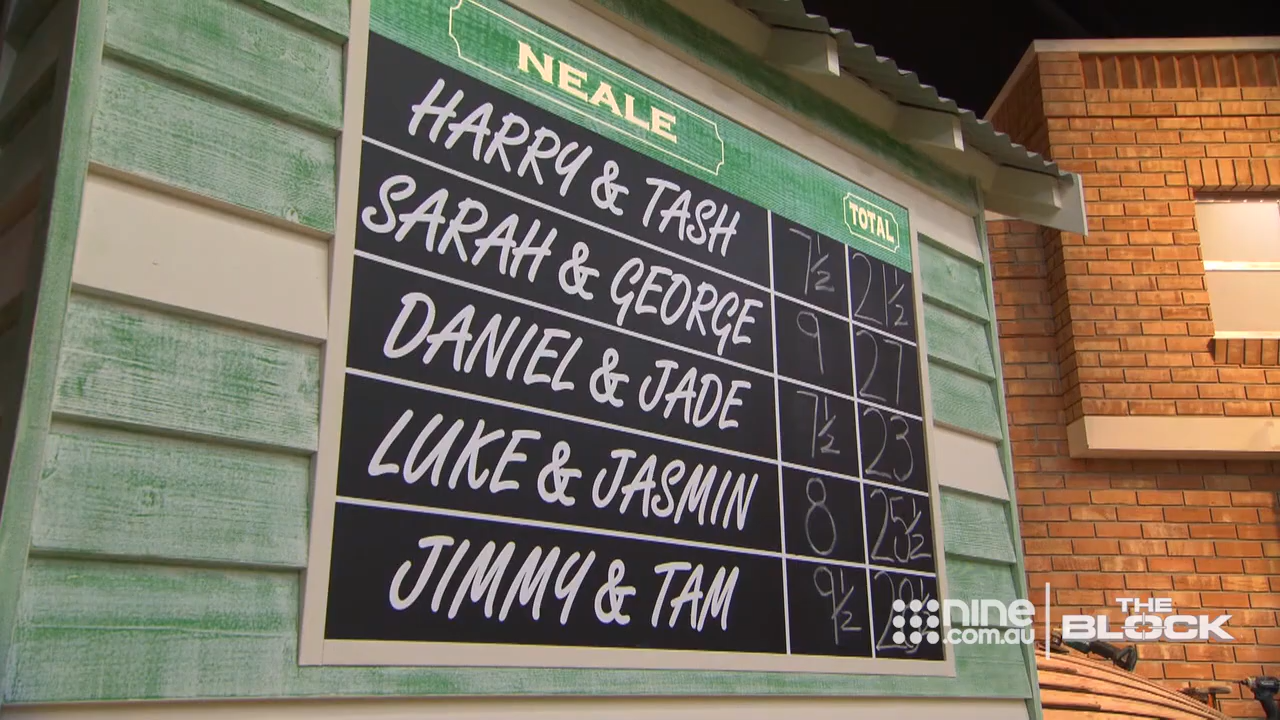 NEALE
TOTAL
HARRY & TASH 7½ 21½
SARAH & GEORGE 9 27
DANIEL & JADE 7½ 23
LUKE & JASMIN 8 25½
JIMMY & TAM 9½
nine.com.au
THE BLOCK